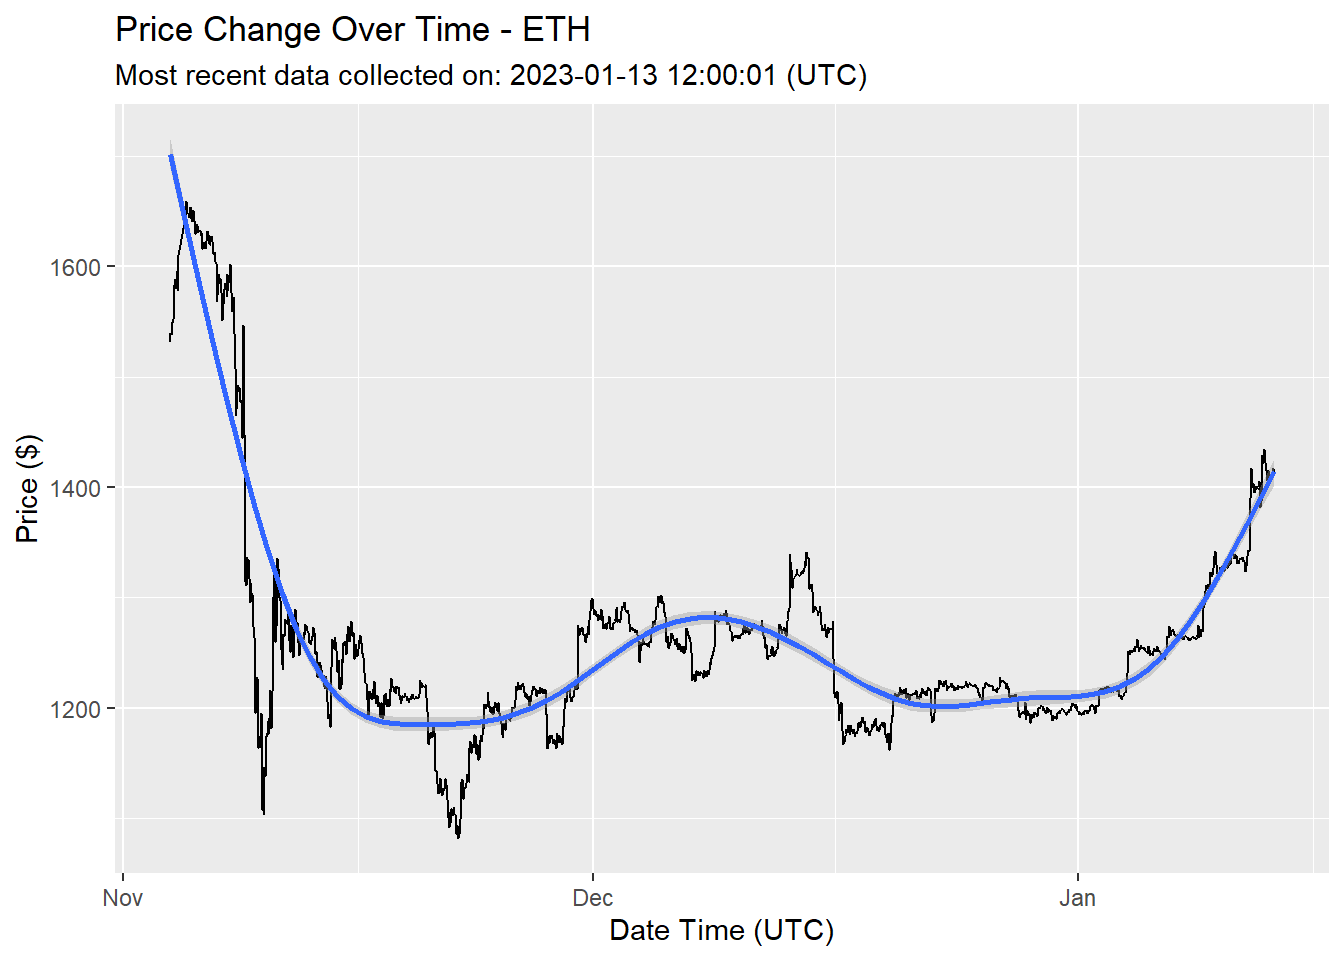 Price Change Over Time - ETH
Most recent data collected on: 2023-01-13 12:00:01 (UTC)
Price ($)
1600
1400
1200
Nov
Dec
Jan
Date Time (UTC)